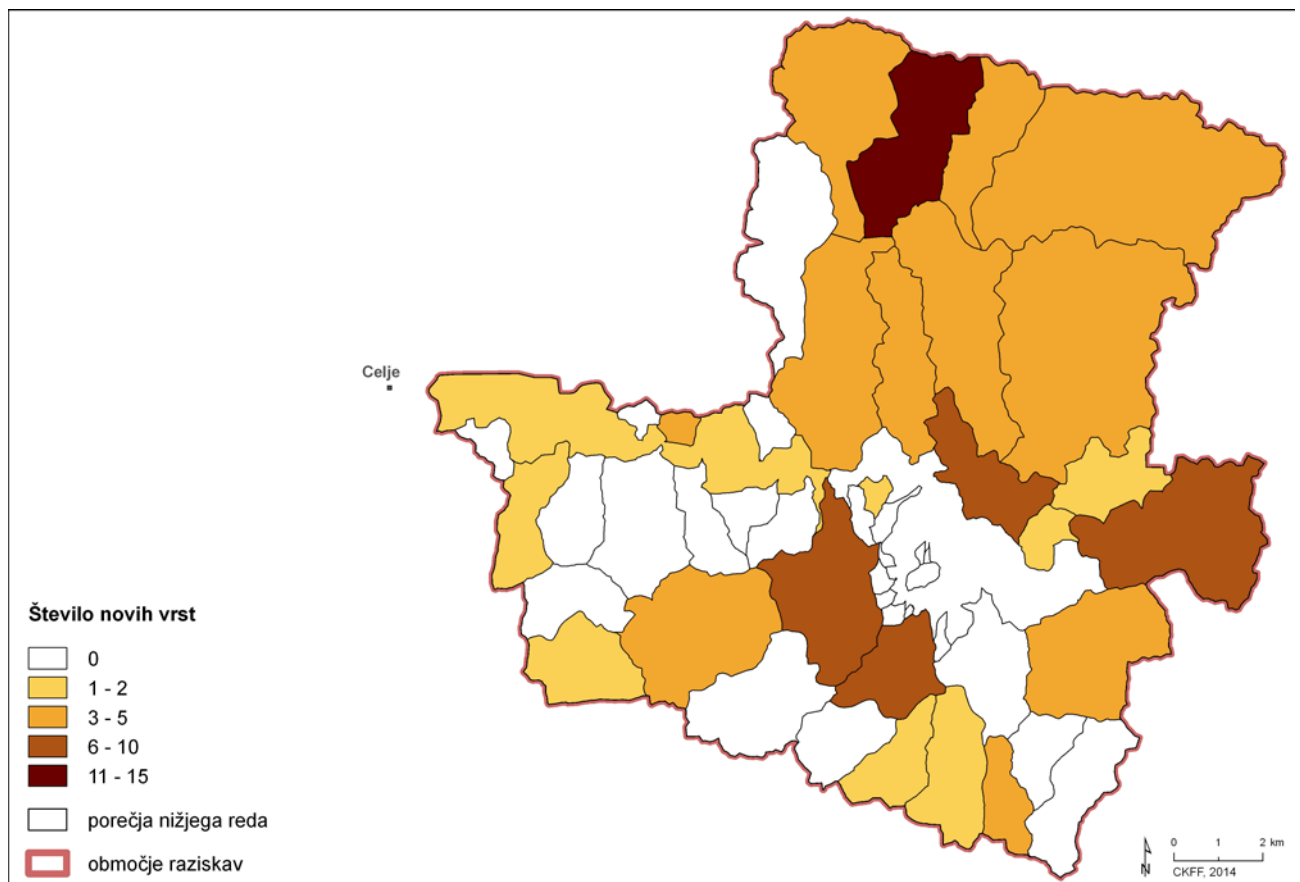 Celje
Število novih vrst
0
1 - 2
3 - 5
6 - 10
11 - 15
porečja nižjega reda
območje raziskav
N
0 1 2 km
CKFF, 2014